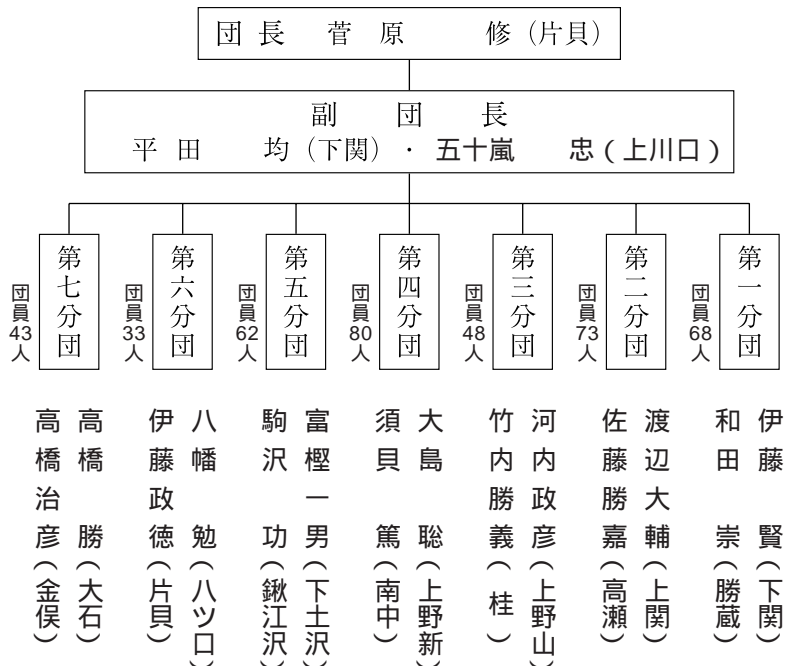 団長 菅原 修（片貝）
副団長
平田 均（下関）・五十嵐 忠（上川口）
第一分団
団員68人
伊藤 賢（下関）
和田 崇（勝蔵）
第二分団
団員73人
渡辺大輔（上関）
佐藤勝嘉（高瀬）
第三分団
団員48人
河内政彦（上野山）
竹内勝義（桂）
第四分団
団員80人
大島 聡（上野新）
須貝 篤（南中）
第五分団
団員62人
富樫一男（下土沢）
駒沢 功（鍬江沢）
第六分団
団員33人
八幡 勉（八ツ口）
伊藤政徳（片貝）
第七分団
団員43人
高橋 勝（大石）
高橋治彦（金俣）